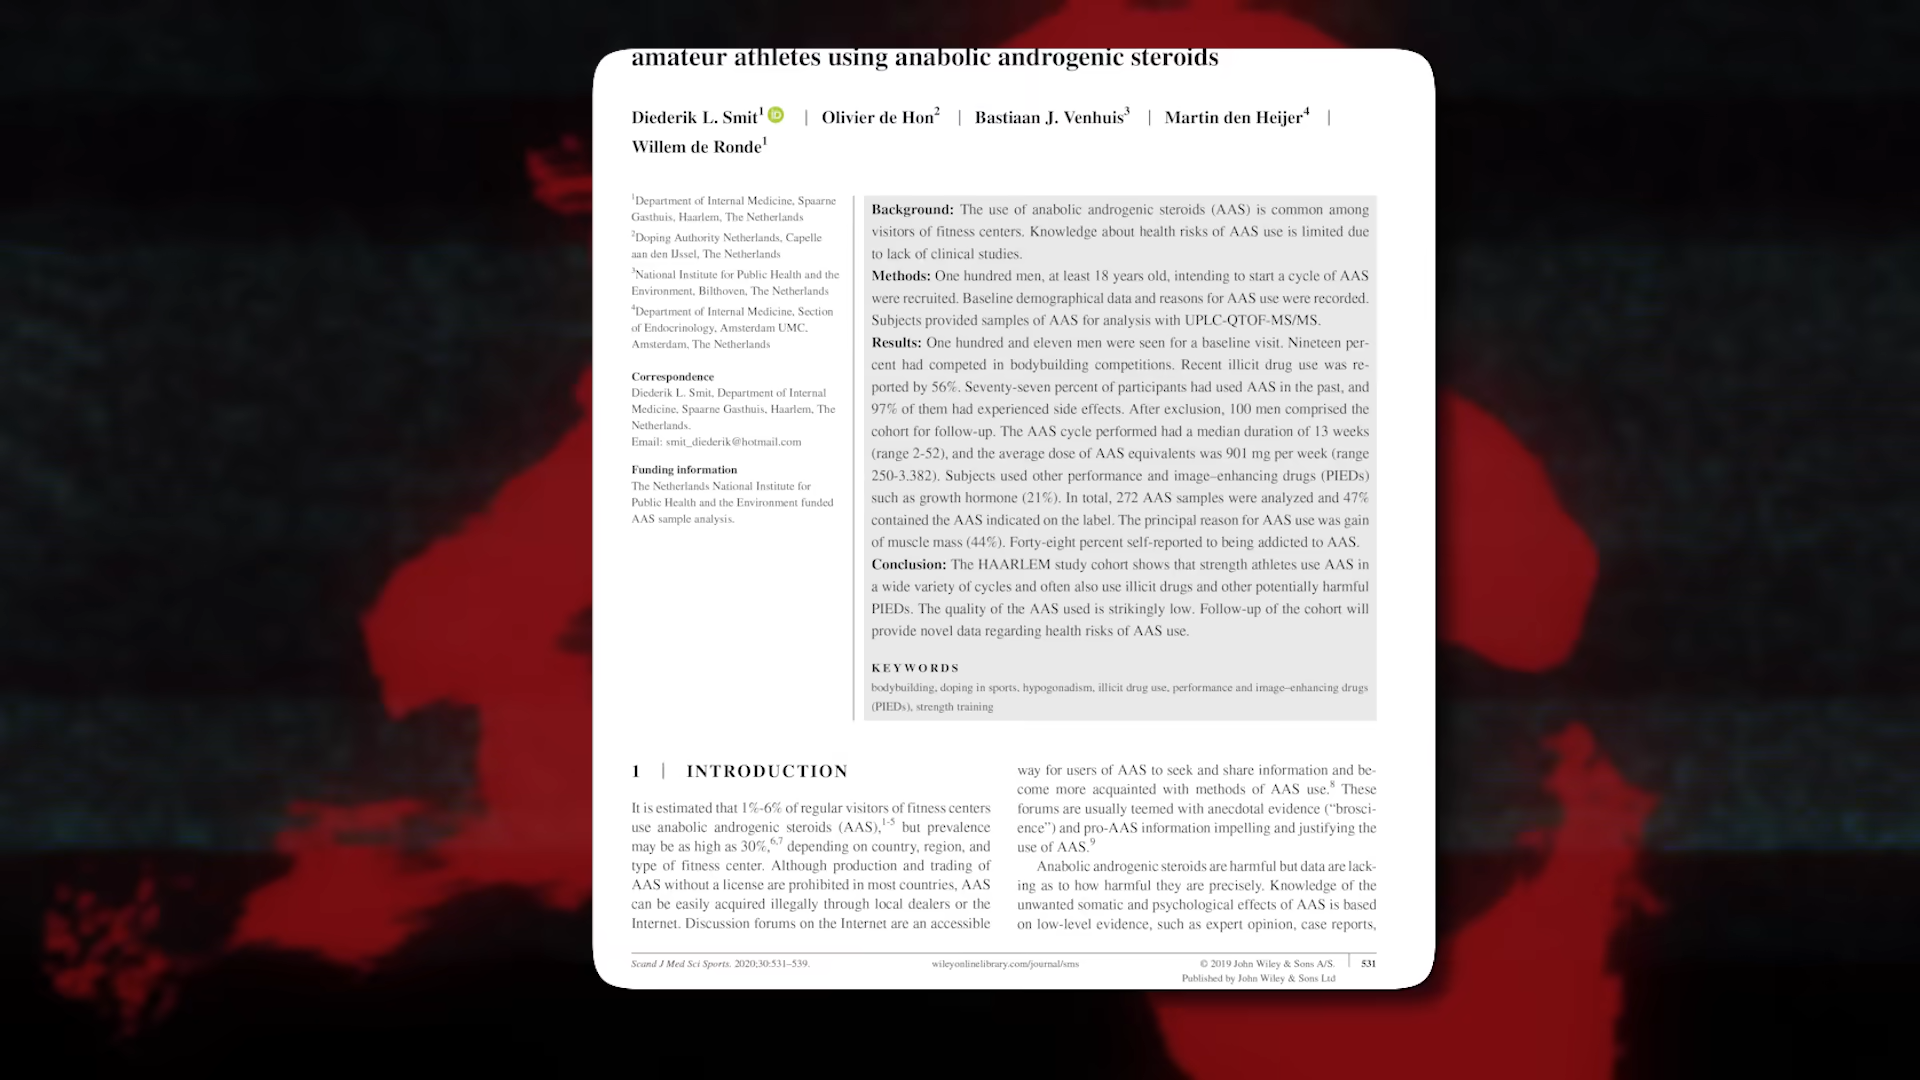 amateur athletes using anabolic androgenic steroids
Diederik L. Smit1 iD | Olivier de Hon2 | Bastiaan J. Venhuis3 | Martin den Heijer4 |
Willem de Ronde1
1Department of Internal Medicine, Spaarne
Gasthuis, Haarlem, The Netherlands
2Doping Authority Netherlands, Capelle
aan den IJssel, The Netherlands
3National Institute for Public Health and the
Environment, Bilthoven, The Netherlands
4Department of Internal Medicine, Section
of Endocrinology, Amsterdam UMC,
Amsterdam, The Netherlands
Correspondence
Diederik L. Smit, Department of Internal
Medicine, Spaarne Gasthuis, Haarlem, The
Netherlands.
Email: smit_diederik@hotmail.com
Funding information
The Netherlands National Institute for
Public Health and the Environment funded
AAS sample analysis.
Background: The use of anabolic androgenic steroids (AAS) is common among
visitors of fitness centers. Knowledge about health risks of AAS use is limited due
to lack of clinical studies.
Methods: One hundred men, at least 18 years old, intending to start a cycle of AAS
were recruited. Baseline demographical data and reasons for AAS use were recorded.
Subjects provided samples of AAS for analysis with UPLC-QTOF-MS/MS.
Results: One hundred and eleven men were seen for a baseline visit. Nineteen per-
cent had competed in bodybuilding competitions. Recent illicit drug use was re-
ported by 56%. Seventy-seven percent of participants had used AAS in the past, and
97% of them had experienced side effects. After exclusion, 100 men comprised the
cohort for follow-up. The AAS cycle performed had a median duration of 13 weeks
(range 2-52), and the average dose of AAS equivalents was 901 mg per week (range
250-3.382). Subjects used other performance and image–enhancing drugs (PIEDs)
such as growth hormone (21%). In total, 272 AAS samples were analyzed and 47%
contained the AAS indicated on the label. The principal reason for AAS use was gain
of muscle mass (44%). Forty-eight percent self-reported to being addicted to AAS.
Conclusion: The HAARLEM study cohort shows that strength athletes use AAS in
a wide variety of cycles and often also use illicit drugs and other potentially harmful
PIEDs. The quality of the AAS used is strikingly low. Follow-up of the cohort will
provide novel data regarding health risks of AAS use.
KEYWORDS
bodybuilding, doping in sports, hypogonadism, illicit drug use, performance and image–enhancing drugs
(PIEDs), strength training
1 | INTRODUCTION
It is estimated that 1%-6% of regular visitors of fitness centers
use anabolic androgenic steroids (AAS),1-5 but prevalence
may be as high as 30%,6,7 depending on country, region, and
type of fitness center. Although production and trading of
AAS without a license are prohibited in most countries, AAS
can be easily acquired illegally through local dealers or the
Internet. Discussion forums on the Internet are an accessible
way for users of AAS to seek and share information and be-
come more acquainted with methods of AAS use.8 These
forums are usually teemed with anecdotal evidence (“brosci-
ence”) and pro-AAS information impelling and justifying the
use of AAS.9
Anabolic androgenic steroids are harmful but data are lack-
ing as to how harmful they are precisely. Knowledge of the
unwanted somatic and psychological effects of AAS is based
on low-level evidence, such as expert opinion, case reports,
Scand J Med Sci Sports. 2020;30:531–539.
wileyonlinelibrary.com/journal/sms
© 2019 John Wiley & Sons A/S. | 531
Published by John Wiley & Sons Ltd